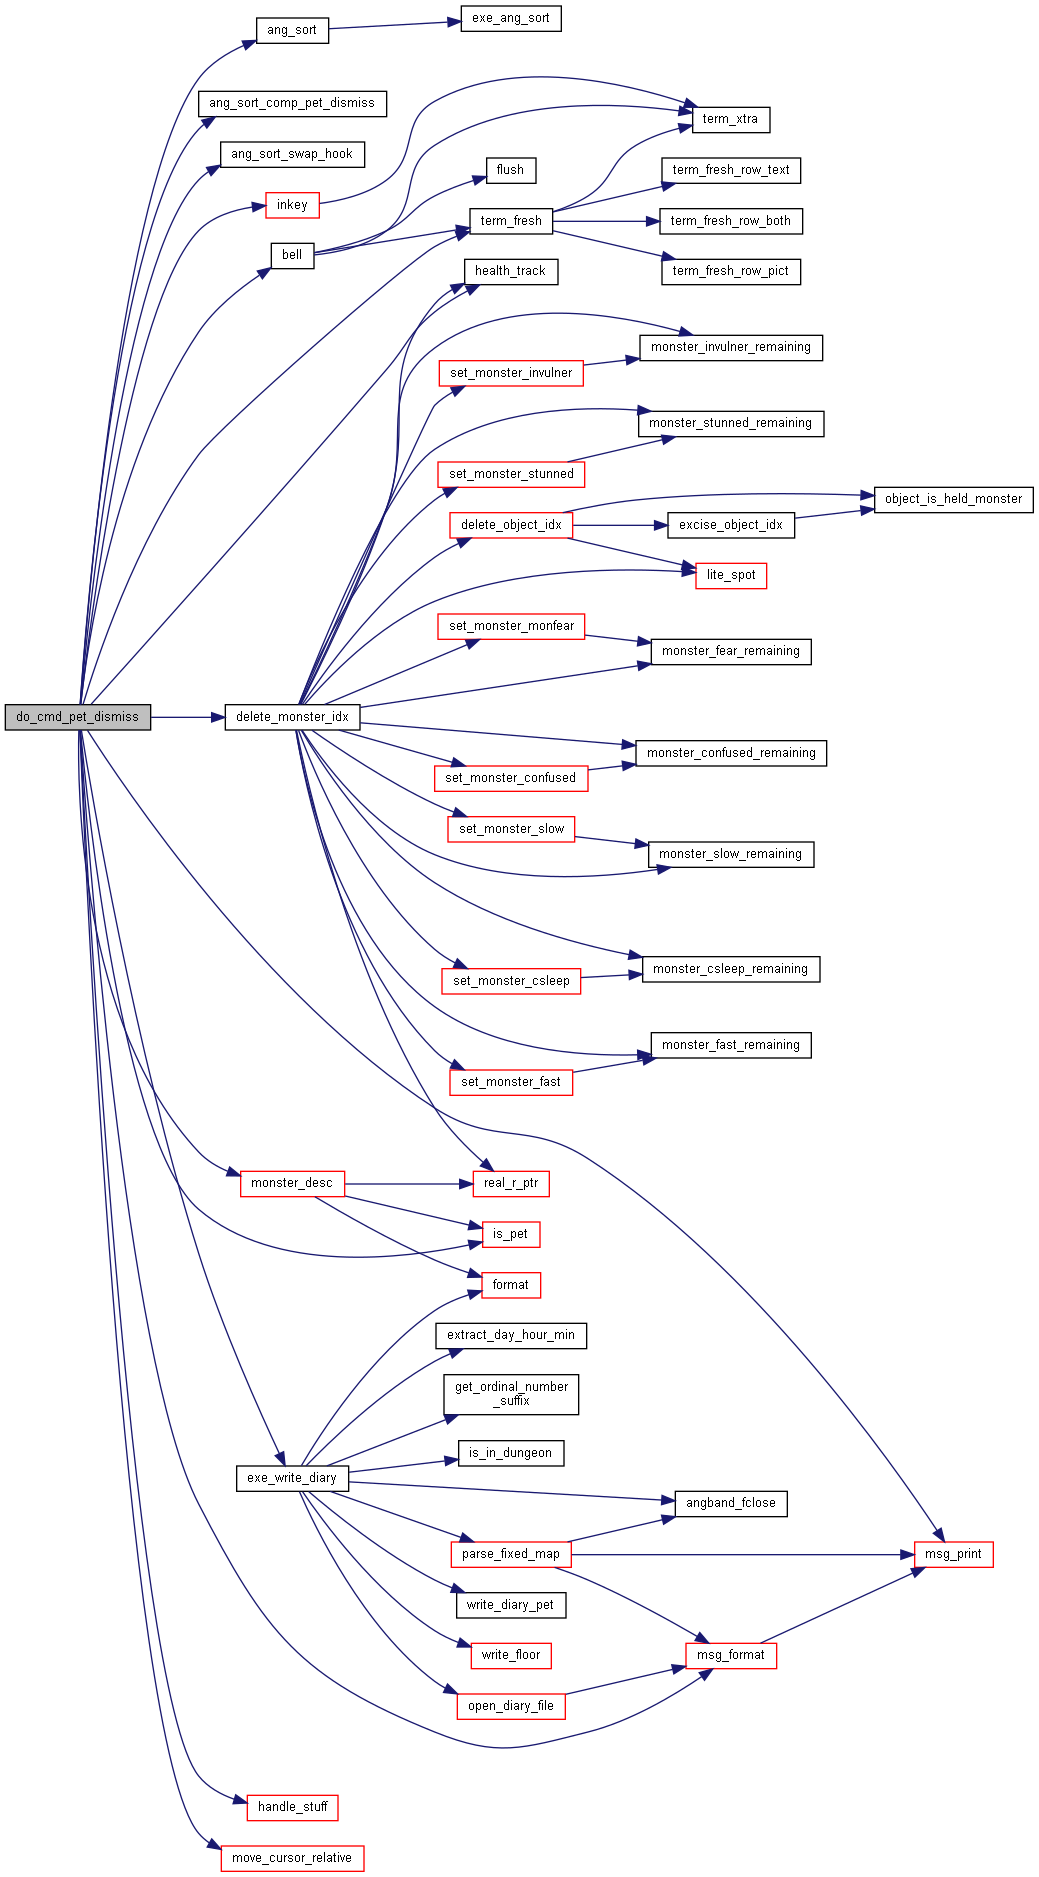 exe_ang_sort
ang_sort
ang_sort_comp_pet_dismiss
term_xtra
ang_sort_swap_hook
flush
term_fresh_row_text
inkey
term_fresh
term_fresh_row_both
bell
health_track
term_fresh_row_pict
monster_invulner_remaining
set_monster_invulner
monster_stunned_remaining
set_monster_stunned
object_is_held_monster
delete_object_idx
excise_object_idx
lite_spot
set_monster_monfear
monster_fear_remaining
do_cmd_pet_dismiss
delete_monster_idx
monster_confused_remaining
set_monster_confused
set_monster_slow
monster_slow_remaining
monster_csleep_remaining
set_monster_csleep
monster_fast_remaining
set_monster_fast
monster_desc
real_r_ptr
is_pet
format
extract_day_hour_min
get_ordinal_number
_suffix
is_in_dungeon
exe_write_diary
angband_fclose
parse_fixed_map
msg_print
write_diary_pet
write_floor
msg_format
open_diary_file
handle_stuff
move_cursor_relative